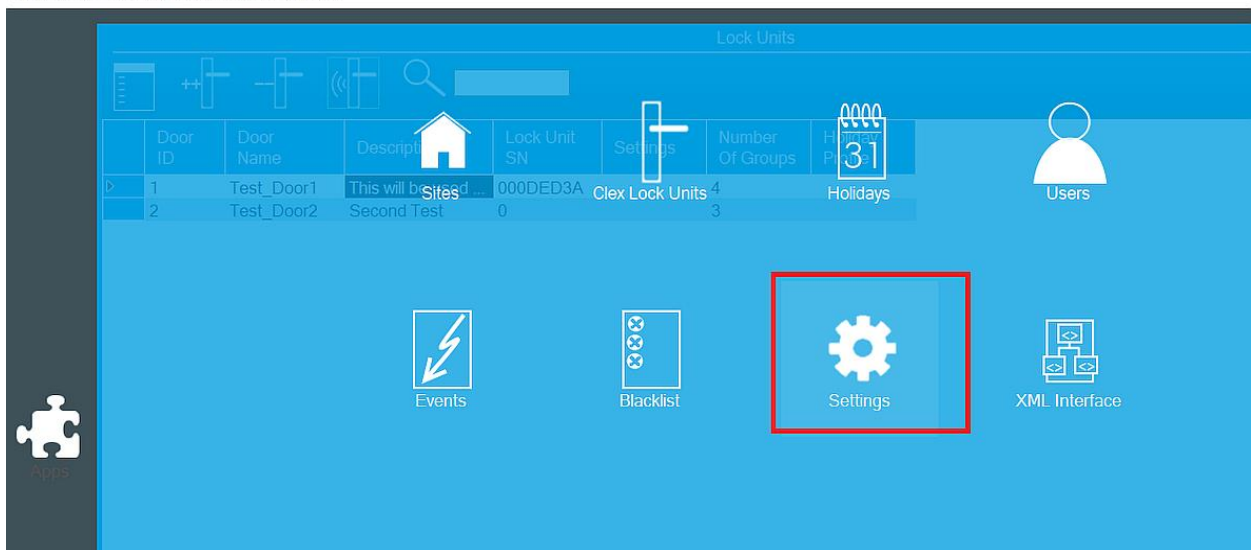 Lock Units
Door ID
Door Name
Lock Unit SN
Settings
Number Of Groups
31
1 Test_Door1 This will be used ... 000DED3A 4
2 Test_Door2 Second Test 0 3
Sites
Clex Lock Units
Holidays
Users
Events
Blacklist
Settings
XML Interface
Apps